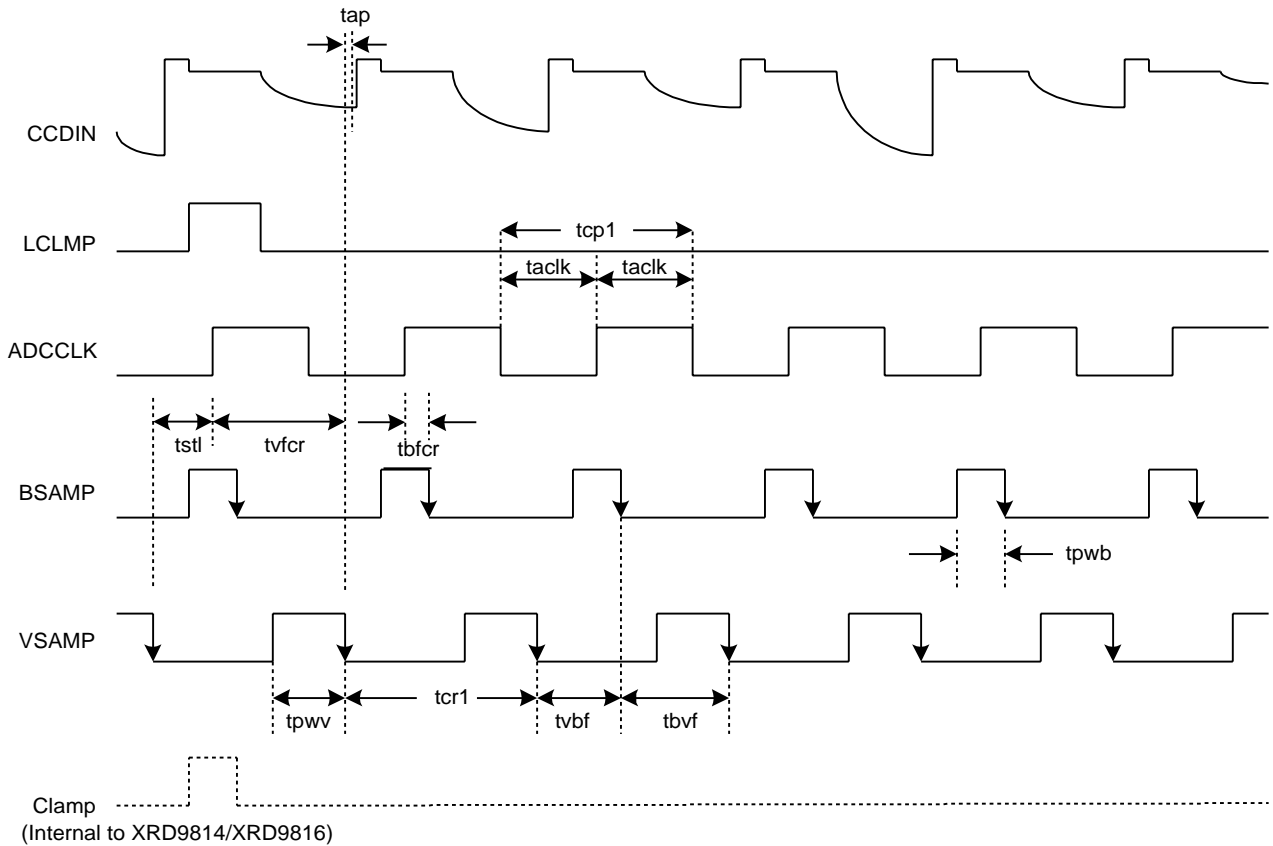 tap
CCDIN
LCLMP
tcp1
taclk taclk
ADCCLK
tstl tvfcr tbfcr
BSAMP
tpwb
VSAMP
tpwv tcr1 tvbf tbvf
Clamp
(Internal to XRD9814/XRD9816)